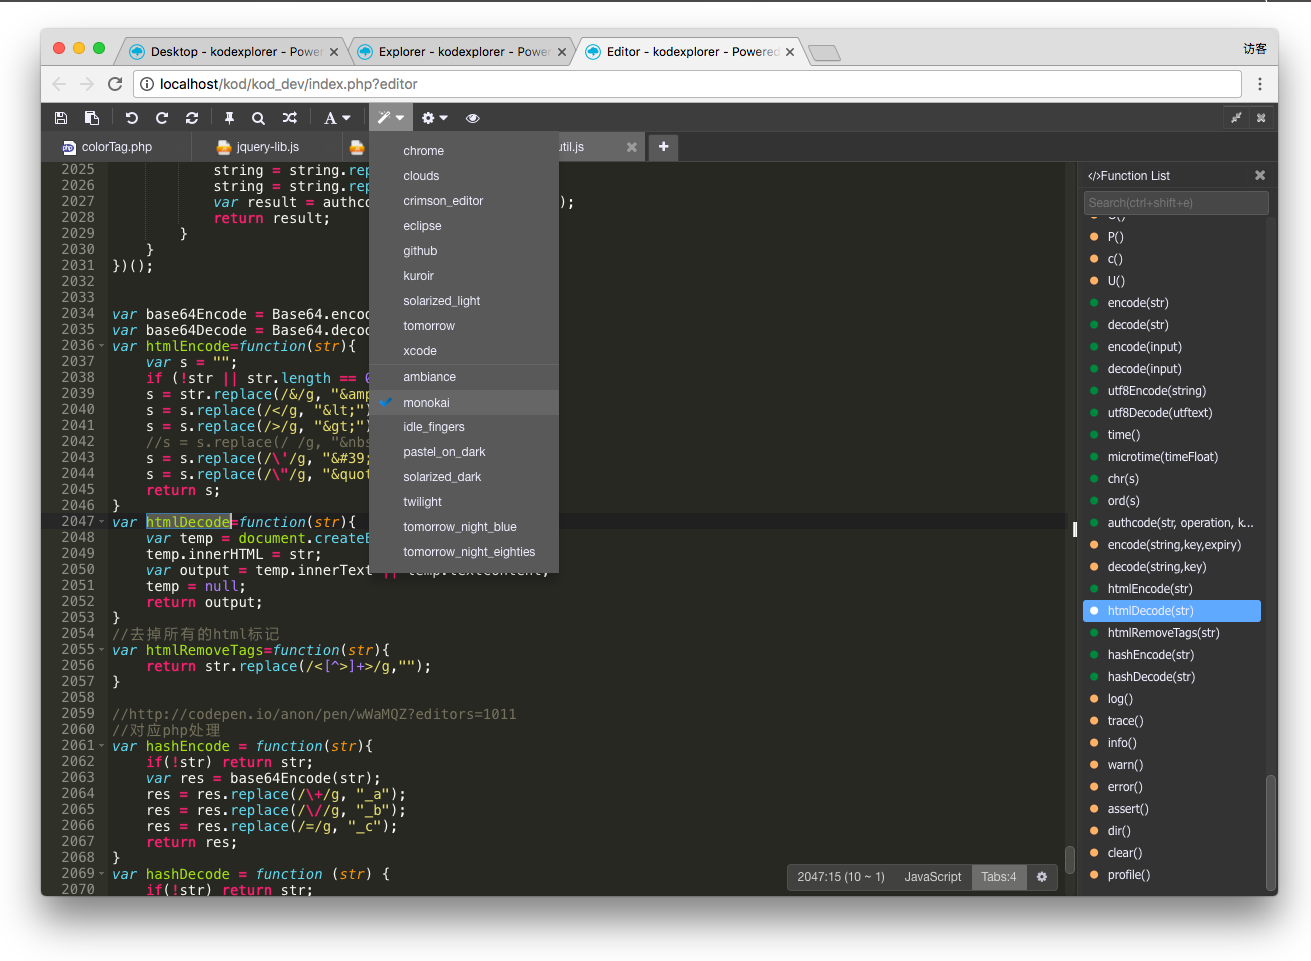 Desktop - kodexplorer - Power
Explorer - kodexplorer - Power
Editor - kodexplorer - Powered
访客
localhost/kod/kod_dev/index.php?editor
A
colorTag.php
jquery-lib.js
util.js
chrome
clouds
crimson_editor
eclipse
github
kuroir
solarized_light
tomorrow
xcode
ambiance
monokai
idle_fingers
pastel_on_dark
solarized_dark
twilight
tomorrow_night_blue
tomorrow_night_eighties
2025 string = string.rep
2026 string = string.rep
2027 var result = authco );
2028 return result;
2029 }
2030 }
2031 })();
2032
2033
2034 var base64Encode = Base64.encod
2035 var base64Decode = Base64.decod
2036 var htmlEncode=function(str){
2037 var s = "";
2038 if (!str || str.length == 0
2039 s = str.replace(/&/g, "&amp
2040 s = s.replace(/</g, "&lt;")
2041 s = s.replace(/>/g, "&gt;")
2042 //s = s.replace(/ /g, "&nbs
2043 s = s.replace(/\'/g, "&#39;
2044 s = s.replace(/\"/g, "&quot
2045 return s;
2046 }
2047 var htmlDecode=function(str){
2048 var temp = document.createE
2049 temp.innerHTML = str;
2050 var output = temp.innerText || temp.textContent;
2051 temp = null;
2052 return output;
2053 }
2054 //去掉所有的html标记
2055 var htmlRemoveTags=function(str){
2056 return str.replace(/<[^>]+>/g,"");
2057 }
2058
2059 //http://codepen.io/anon/pen/wWaMQZ?editors=1011
2060 //对应php处理
2061 var hashEncode = function(str){
2062 if(!str) return str;
2063 var res = base64Encode(str);
2064 res = res.replace(/\+/g, "_a");
2065 res = res.replace(/\//g, "_b");
2066 res = res.replace(/=/g, "_c");
2067 return res;
2068 }
2069 var hashDecode = function (str) {
2070 if(!str) return str;
2047:15 (10 ~ 1) JavaScript Tabs:4
</>Function List
Search(ctrl+shift+e)
P()
c()
U()
encode(str)
decode(str)
encode(input)
decode(input)
utf8Encode(string)
utf8Decode(utftext)
time()
microtime(timeFloat)
chr(s)
ord(s)
authcode(str, operation, k...
encode(string,key,expiry)
decode(string,key)
htmlEncode(str)
htmlDecode(str)
htmlRemoveTags(str)
hashEncode(str)
hashDecode(str)
log()
trace()
info()
warn()
error()
assert()
dir()
clear()
profile()